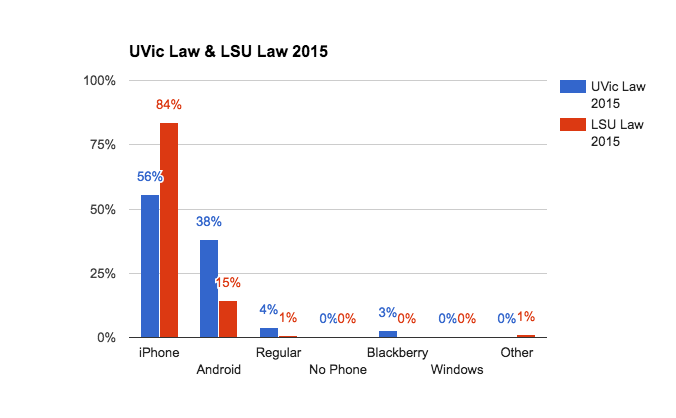 UVic Law & LSU Law 2015
100%
75%
50%
25%
0%
56%
84%
38%
15%
4%
1%
0%
0%
3%
0%
0%
0%
0%
1%
iPhone
Android
Regular
No Phone
Blackberry
Windows
Other
UVic Law
2015
LSU Law
2015